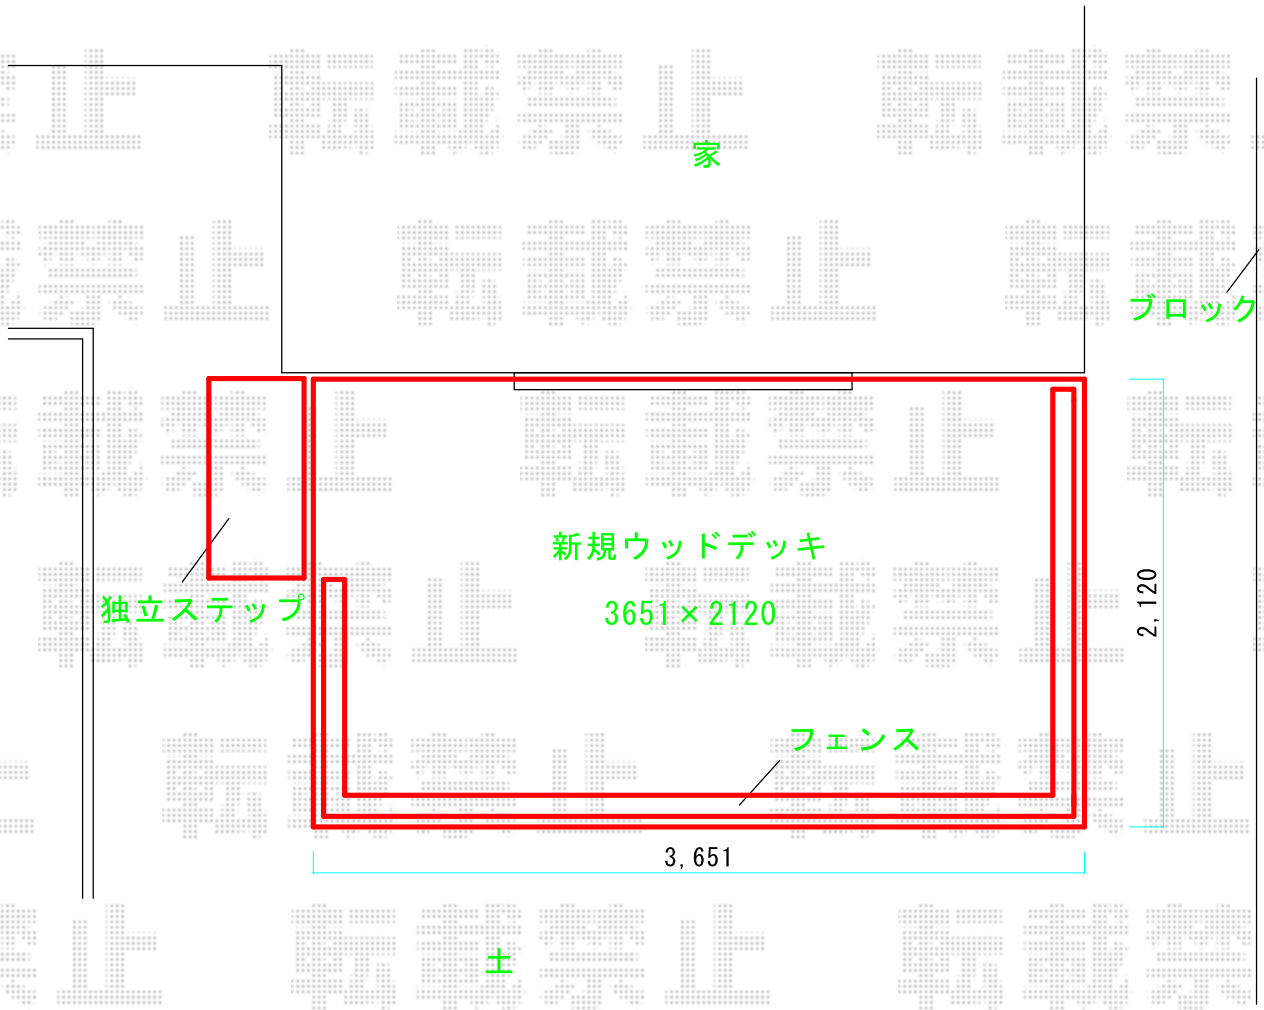 家
ブロック
新規ウッドデッキ
3651×2120
独立ステップ
2,120
フェンス
3,651
土
転載禁止